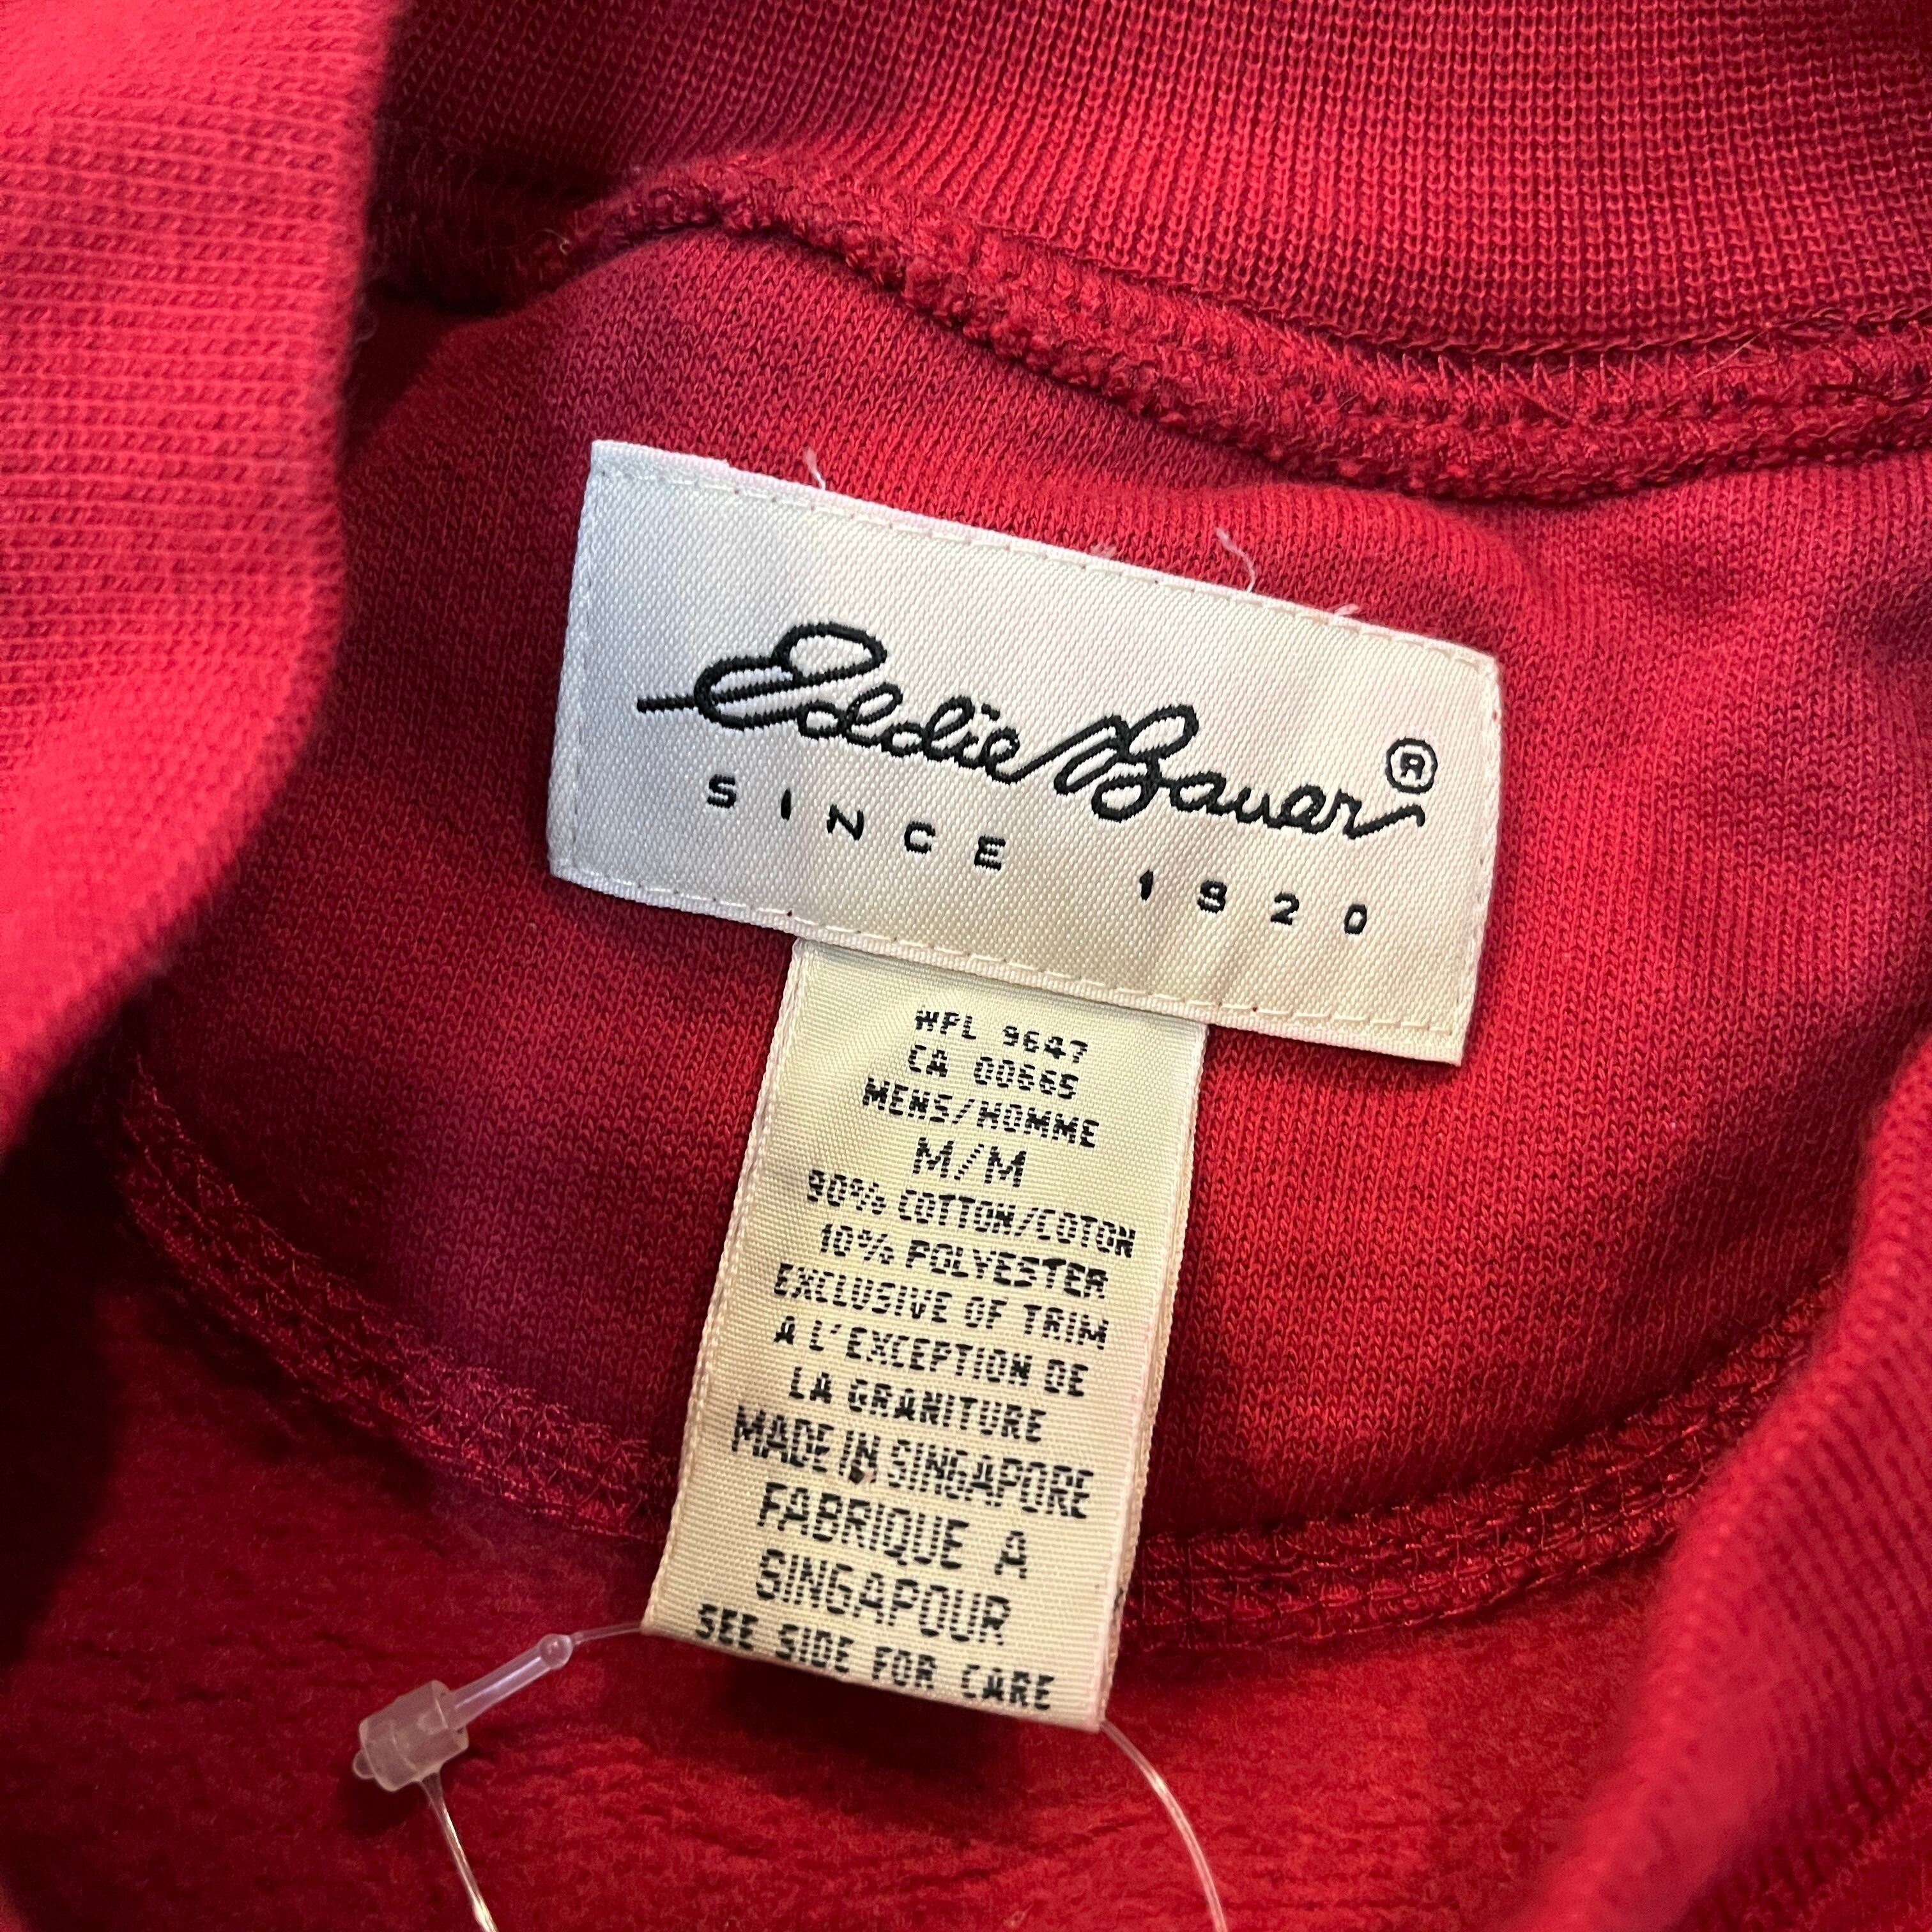 Eddie Bauer®
SINCE 1920
WPL 9647
CA 00665
MENS/HOMME
M/M
90% COTTON/COTON
10% POLYESTER
EXCLUSIVE OF TRIM
A L'EXCEPTION DE
LA GRANITURE
MADE IN SINGAPORE
FABRIQUE A
SINGAPOUR
SEE SIDE FOR CARE